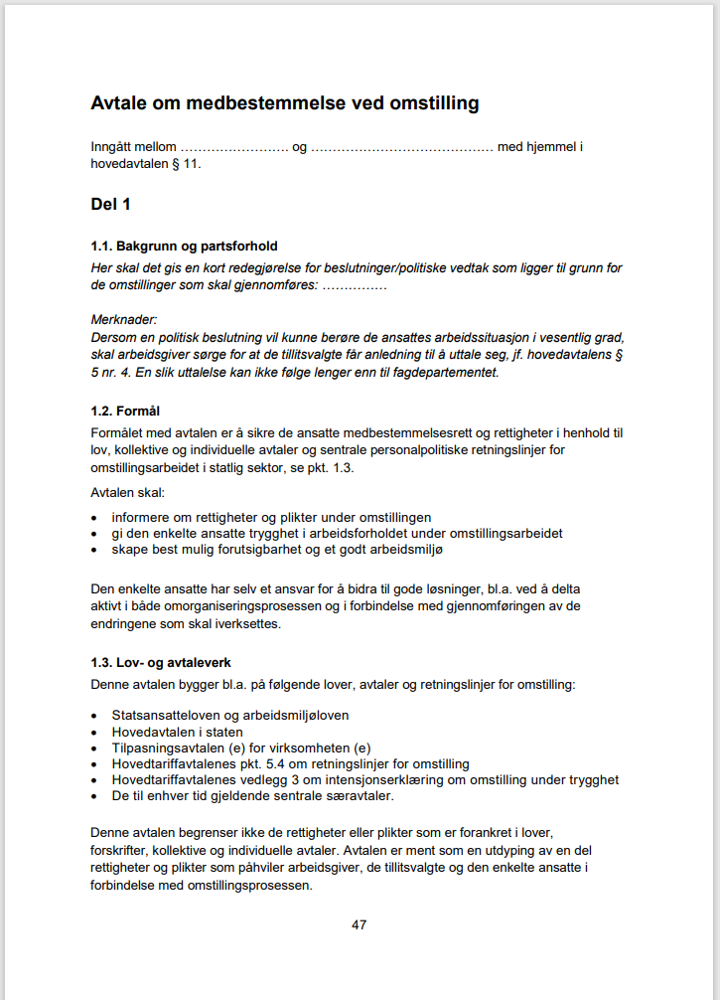 Avtale om medbestemmelse ved omstilling
Inngått mellom …………………… og ………………………………… med hjemmel i
hovedavtalen § 11.
Del 1
1.1. Bakgrunn og partsforhold
Her skal det gis en kort redegjørelse for beslutninger/politiske vedtak som ligger til grunn for
de omstillinger som skal gjennomføres: ……………
Merknader:
Dersom en politisk beslutning vil kunne berøre de ansattes arbeidssituasjon i vesentlig grad,
skal arbeidsgiver sørge for at de tillitsvalgte får anledning til å uttale seg, jf. hovedavtalens §
5 nr. 4. En slik uttalelse kan ikke følge lenger enn til fagdepartementet.
1.2. Formål
Formålet med avtalen er å sikre de ansatte medbestemmelsesrett og rettigheter i henhold til
lov, kollektive og individuelle avtaler og sentrale personalpolitiske retningslinjer for
omstillingsarbeidet i statlig sektor, se pkt. 1.3.
Avtalen skal:
• informere om rettigheter og plikter under omstillingen
• gi den enkelte ansatte trygghet i arbeidsforholdet under omstillingsarbeidet
• skape best mulig forutsigbarhet og et godt arbeidsmiljø
Den enkelte ansatte har selv et ansvar for å bidra til gode løsninger, bl.a. ved å delta
aktivt i både omorganiseringsprosessen og i forbindelse med gjennomføringen av de
endringene som skal iverksettes.
1.3. Lov- og avtaleverk
Denne avtalen bygger bl.a. på følgende lover, avtaler og retningslinjer for omstilling:
• Statsansatteloven og arbeidsmiljøloven
• Hovedavtalen i staten
• Tilpasningsavtalen (e) for virksomheten (e)
• Hovedtariffavtalenes pkt. 5.4 om retningslinjer for omstilling
• Hovedtariffavtalenes vedlegg 3 om intensjonserklæring om omstilling under trygghet
• De til enhver tid gjeldende sentrale særavtaler.
Denne avtalen begrenser ikke de rettigheter eller plikter som er forankret i lover,
forskrifter, kollektive og individuelle avtaler. Avtalen er ment som en utdyping av en del
rettigheter og plikter som påhviler arbeidsgiver, de tillitsvalgte og den enkelte ansatte i
forbindelse med omstillingsprosessen.
47